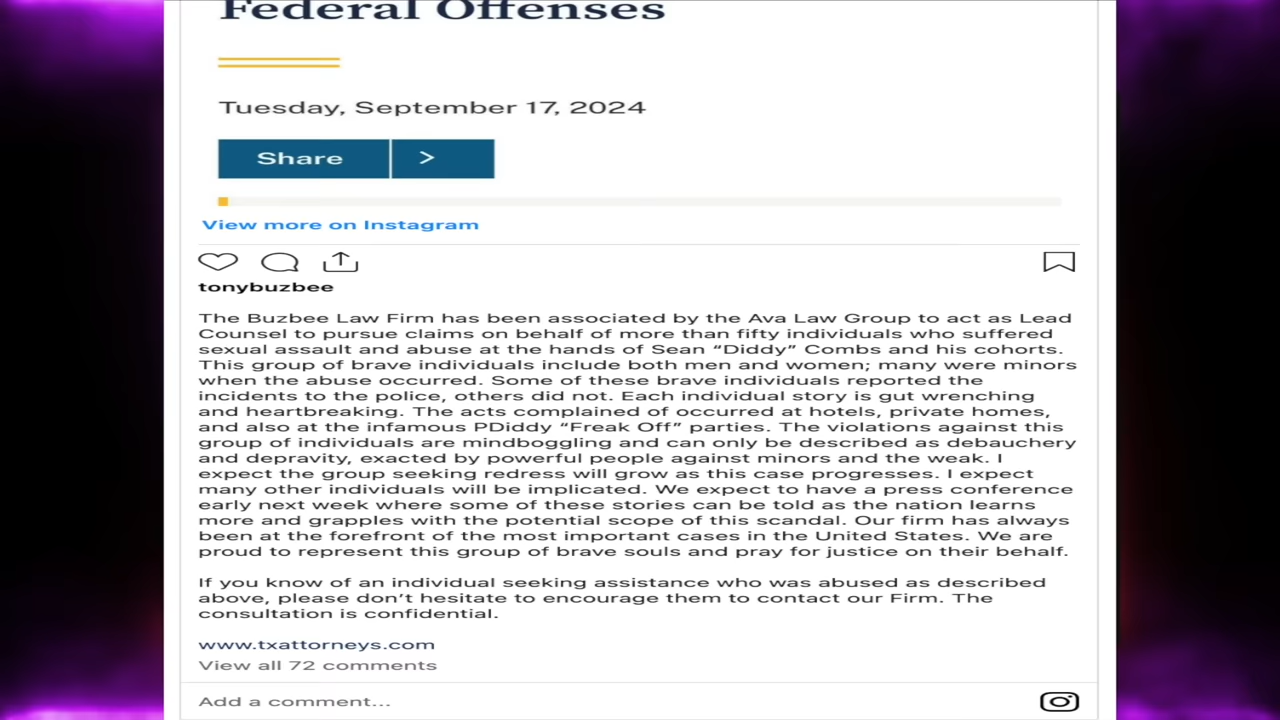 Federal Offenses
Tuesday, September 17, 2024
Share >
View more on Instagram
tonybuzbee
The Buzbee Law Firm has been associated by the Ava Law Group to act as Lead
Counsel to pursue claims on behalf of more than fifty individuals who suffered
sexual assault and abuse at the hands of Sean “Diddy” Combs and his cohorts.
This group of brave individuals include both men and women; many were minors
when the abuse occurred. Some of these brave individuals reported the
incidents to the police, others did not. Each individual story is gut wrenching
and heartbreaking. The acts complained of occurred at hotels, private homes,
and also at the infamous PDiddy “Freak Off” parties. The violations against this
group of individuals are mindboggling and can only be described as debauchery
and depravity, exacted by powerful people against minors and the weak. I
expect the group seeking redress will grow as this case progresses. I expect
many other individuals will be implicated. We expect to have a press conference
early next week where some of these stories can be told as the nation learns
more and grapples with the potential scope of this scandal. Our firm has always
been at the forefront of the most important cases in the United States. We are
proud to represent this group of brave souls and pray for justice on their behalf.
If you know of an individual seeking assistance who was abused as described
above, please don’t hesitate to encourage them to contact our Firm. The
consultation is confidential.
www.txattorneys.com
View all 72 comments
Add a comment...